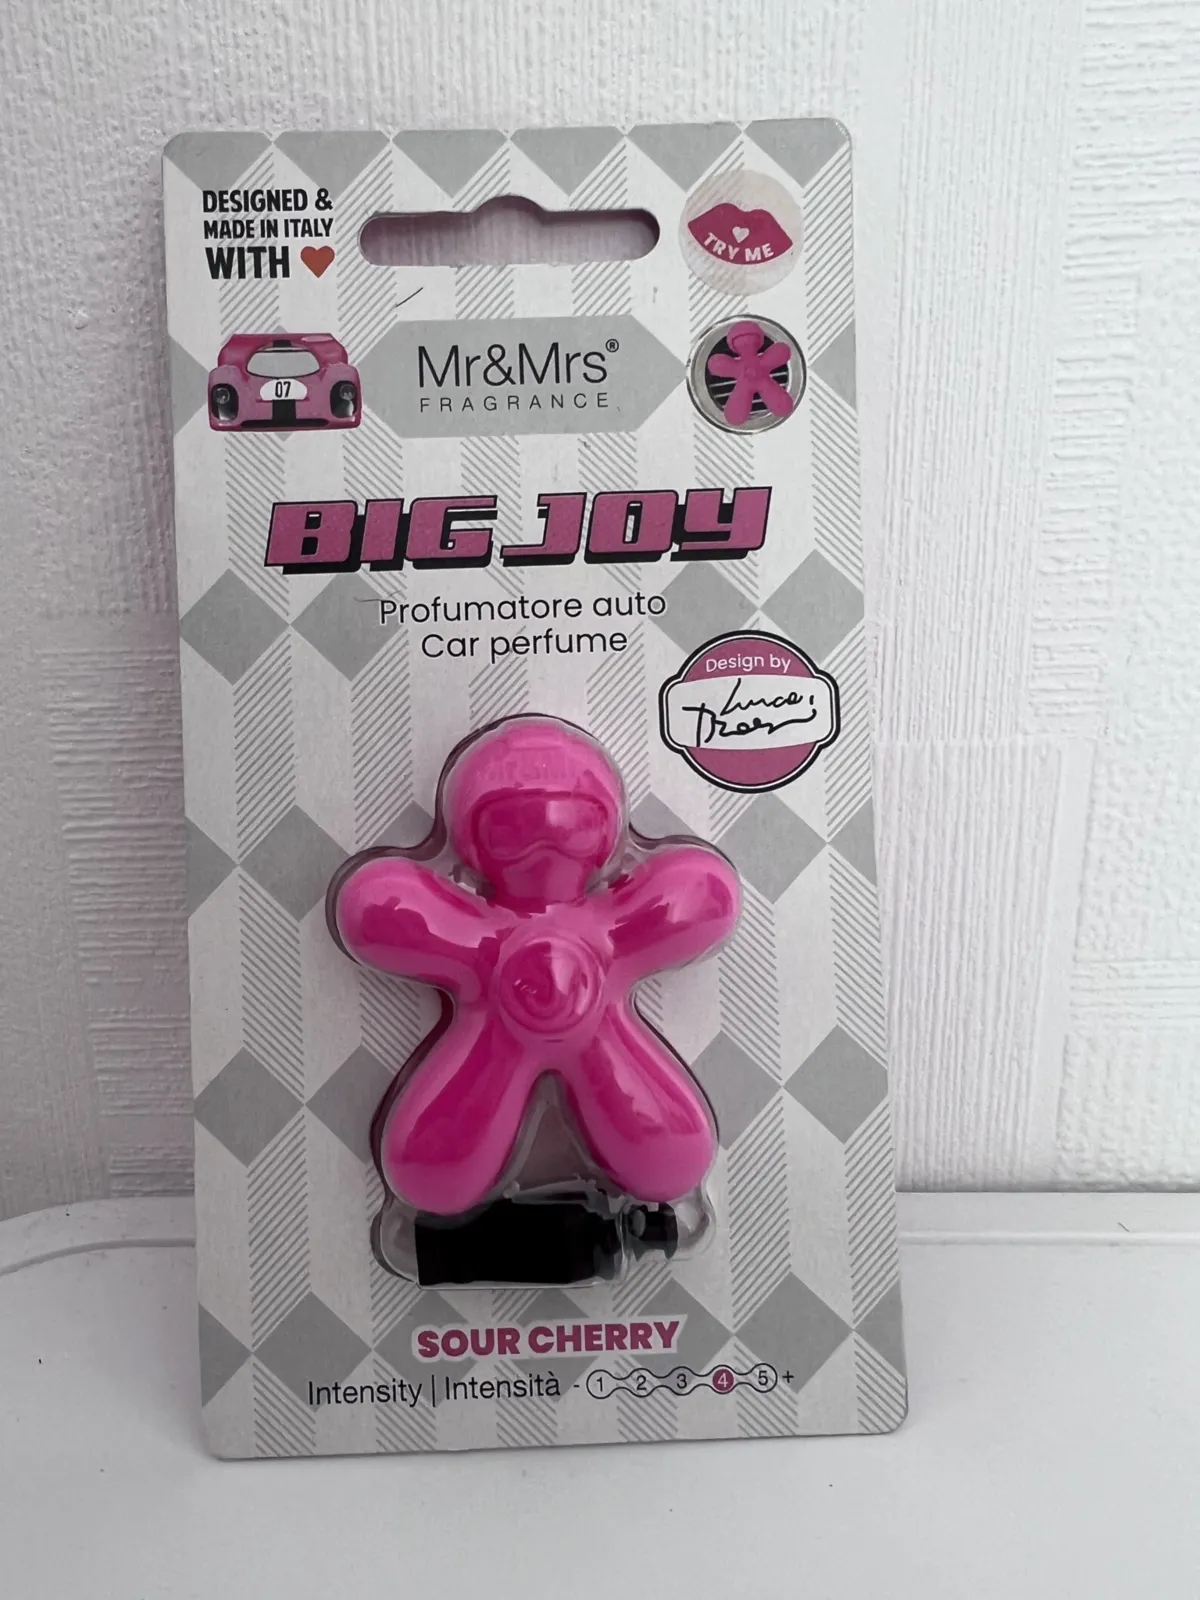 DESIGNED &
MADE IN ITALY
WITH
TRY ME
07
Mr&Mrs®
FRAGRANCE
BIG JOY
Profumatore auto
Car perfume
Design by
Luca
SOUR CHERRY
Intensity | Intensità - 1 2 3 4 5 +